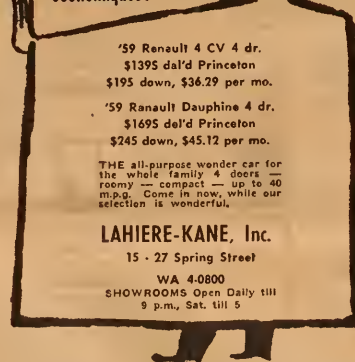 '59 Renault 4 CV 4 dr.
$1395 dal'd Princeton
$195 down, $36.29 per mo.
'59 Ranault Dauphine 4 dr.
$1695 del'd Princeton
$245 down, $45.12 per mo.
THE all-purpose wonder car for
the whole family 4 doers —
roomy — compact — up to 40
m.p.g. Come in now, while our
selection is wonderful.
LAHIERE-KANE, Inc.
15 - 27 Spring Street
WA 4-0800
SHOWROOMS Open Daily till
9 p.m., Sat. till 5